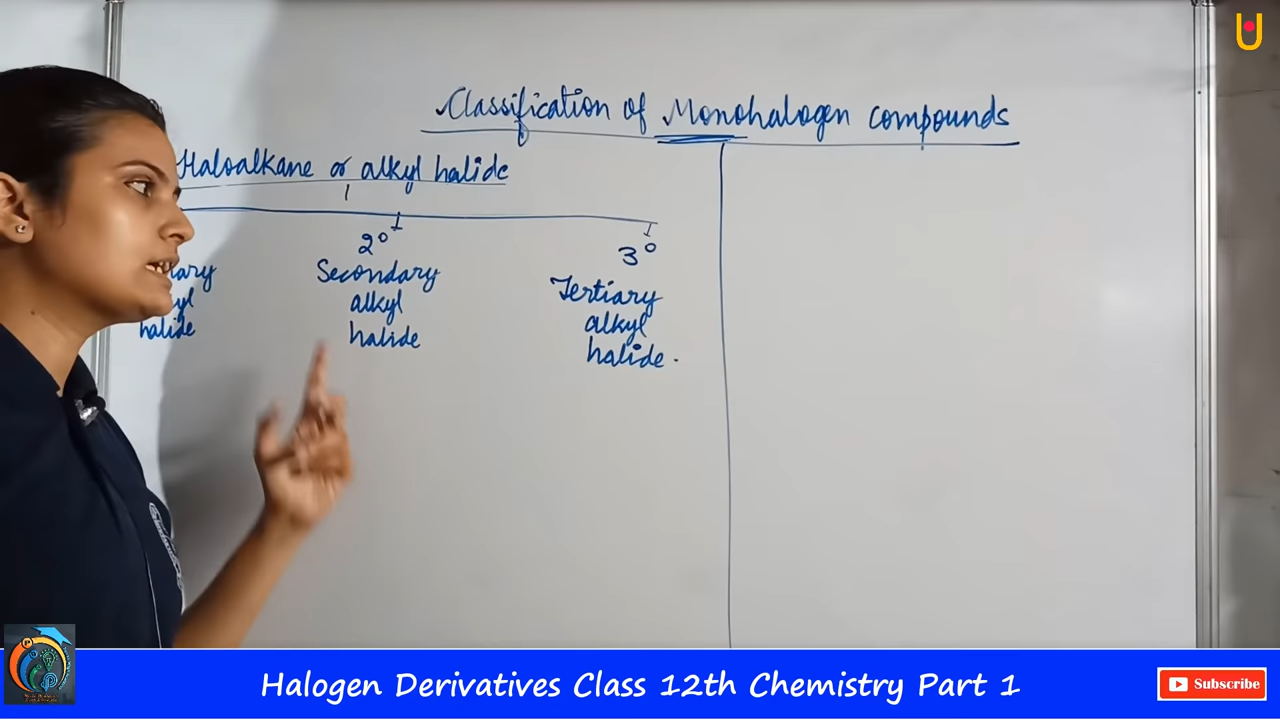 Classification of Monohalogen compounds
Haloalkane or alkyl halide
2° 3°
Secondary
alkyl
halide
Tertiary
alkyl
halide.
halide
Halogen Derivatives Class 12th Chemistry Part 1
Subscribe